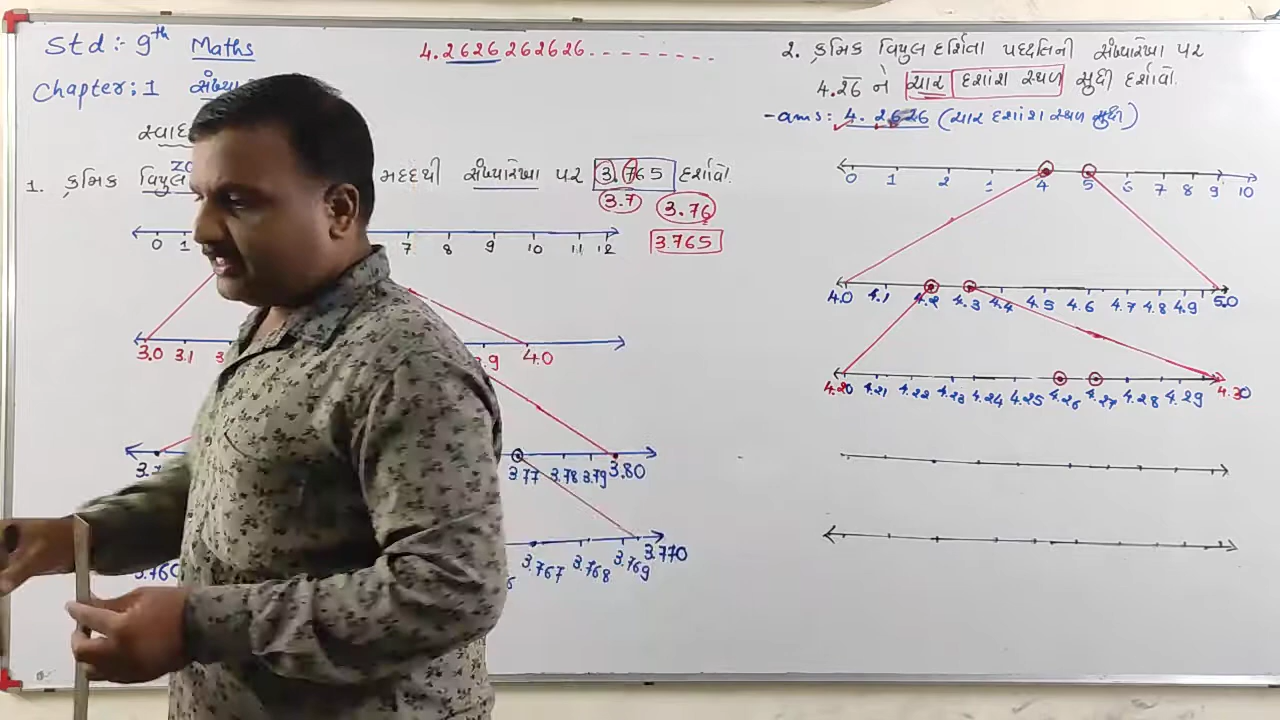 Std:- 9th Maths
Chapter: 1
4.2626262626.........
1. ક્રમિક વિપુલ મદદથી સંખ્યારેખા પર 3.765 દર્શાવો.
3.7 3.76
3.765
0 1 7 8 9 10 11 12
3.0 3.1 4.0
3.77 3.78 3.79 3.80
3.760 3.767 3.768 3.769 3.770
2. ક્રમિક વિપુલ દર્શિતા પદ્ધતિની સંખ્યારેખા પર
4.2̅6̅ ને ચાર દશાંશ સ્થળ સુધી દર્શાવો.
-ans: 4.2626 (ચાર દશાંશ સ્થળ સુધી)
0 1 2 3 4 5 6 7 8 9 10
4.0 4.1 4.2 4.3 4.4 4.5 4.6 4.7 4.8 4.9 5.0
4.20 4.21 4.22 4.23 4.24 4.25 4.26 4.27 4.28 4.29 4.30